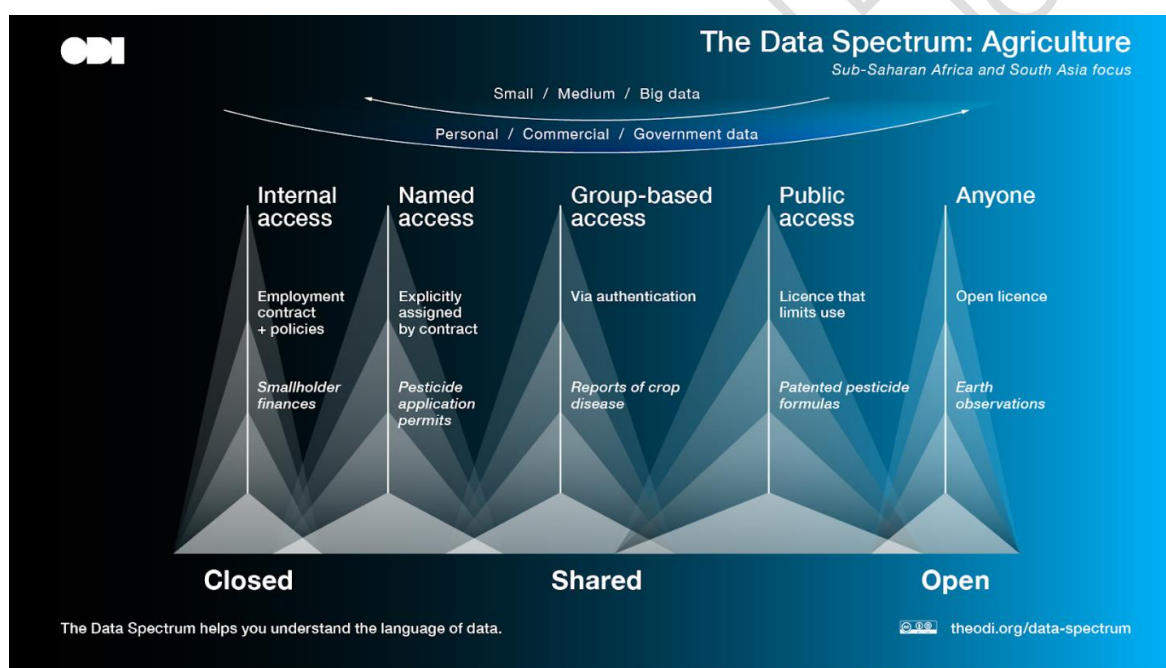 ODI
The Data Spectrum: Agriculture
Sub-Saharan Africa and South Asia focus
Small / Medium / Big data
Personal / Commercial / Government data
Internal
access
Named
access
Group-based
access
Public
access
Anyone
Employment
contract
+ policies
Explicitly
assigned
by contract
Via authentication
Licence that
limits use
Open licence
Smallholder
finances
Pesticide
application
permits
Reports of crop
disease
Patented pesticide
formulas
Earth
observations
Closed
Shared
Open
The Data Spectrum helps you understand the language of data.
theodi.org/data-spectrum